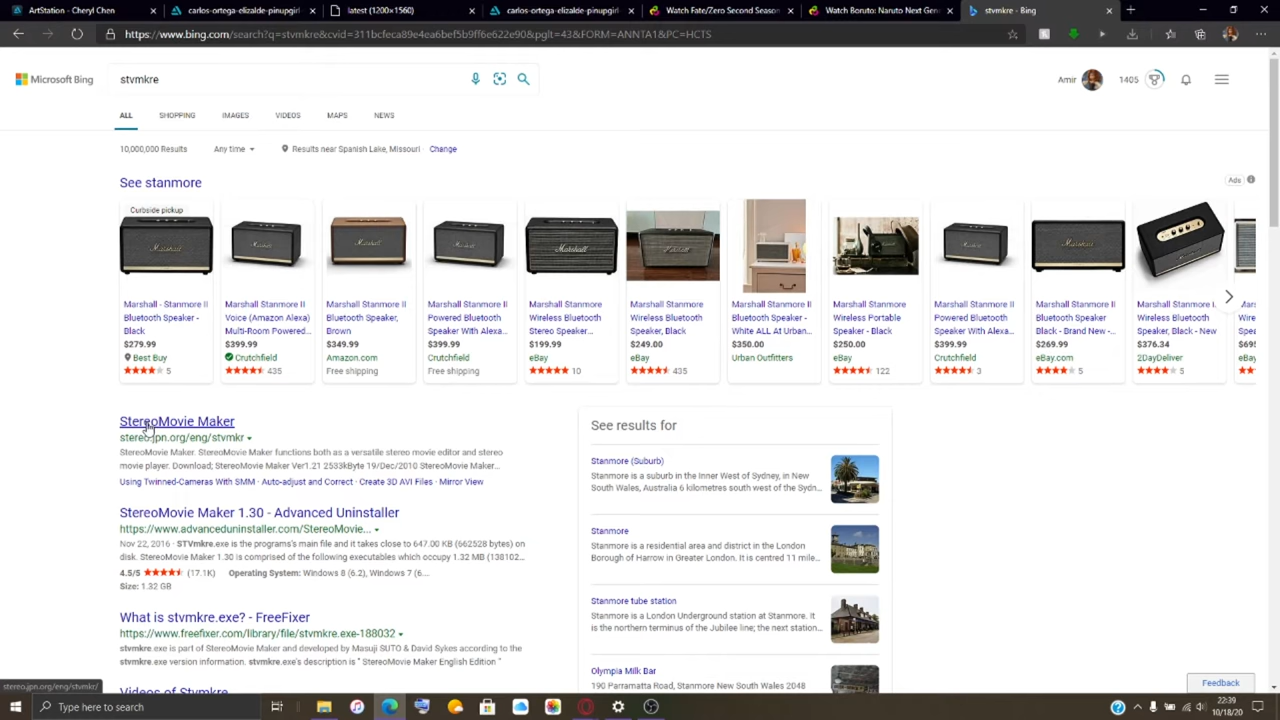 ArtStation - Cheryl Chen
carlos-ortega-elizalde-pinupgirl
latest (1200×1560)
carlos-ortega-elizalde-pinupgirl
Watch Fate/Zero Second Season
Watch Boruto: Naruto Next Gen
stvmkre - Bing
https://www.bing.com/search?q=stvmkre&cvid=311bcfeca89e4ea6bef5b9ff6e622e90&pglt=43&FORM=ANNTA1&PC=HCTS
Microsoft Bing
stvmkre
Amir
1405
ALL SHOPPING IMAGES VIDEOS MAPS NEWS
10,000,000 Results Any time Results near Spanish Lake, Missouri · Change
See stanmore
Ads
Curbside pickup
Marshall - Stanmore II
Bluetooth Speaker -
Black
$279.99
Best Buy
5
Marshall Stanmore II
Voice (Amazon Alexa)
Multi-Room Powered...
$399.99
Crutchfield
435
Marshall Stanmore II
Bluetooth Speaker,
Brown
$349.99
Amazon.com
Free shipping
Marshall Stanmore II
Powered Bluetooth
Speaker With Alexa...
$399.99
Crutchfield
Free shipping
Marshall Stanmore
Wireless Bluetooth
Stereo Speaker...
$199.99
eBay
10
Marshall Stanmore
Wireless Bluetooth
Speaker, Black
$249.00
eBay
435
Marshall Stanmore II
Bluetooth Speaker -
White ALL At Urban...
$350.00
Urban Outfitters
Marshall Stanmore
Wireless Portable
Speaker - Black
$250.00
eBay
122
Marshall Stanmore II
Powered Bluetooth
Speaker With Alexa...
$399.99
Crutchfield
3
Marshall Stanmore II
Bluetooth Speaker
Black - Brand New -...
$269.99
eBay.com
5
Marshall Stanmore I.
Wireless Bluetooth
Speaker, Black - New
$376.34
2DayDeliver
5
Wire
Spe
$695
eBay
StereoMovie Maker
stereo.jpn.org/eng/stvmkr
StereoMovie Maker. StereoMovie Maker functions both as a versatile stereo movie editor and stereo
movie player. Download; StereoMovie Maker Ver1.21 2533kByte 19/Dec/2010 StereoMovie Maker...
Using Twinned-Cameras With SMM · Auto-adjust and Correct · Create 3D AVI Files · Mirror View
StereoMovie Maker 1.30 - Advanced Uninstaller
https://www.advanceduninstaller.com/StereoMovie...
Nov 22, 2016 · STVmkre.exe is the programs's main file and it takes close to 647.00 KB (662528 bytes) on
disk. StereoMovie Maker 1.30 is comprised of the following executables which occupy 1.32 MB (138102...
4.5/5 (17.1K) Operating System: Windows 8 (6.2), Windows 7 (6...
Size: 1.32 GB
What is stvmkre.exe? - FreeFixer
https://www.freefixer.com/library/file/stvmkre.exe-188032
stvmkre.exe is part of StereoMovie Maker and developed by Masuji SUTO & David Sykes according to the
stvmkre.exe version information. stvmkre.exe's description is " StereoMovie Maker English Edition "
Videos of Stvmkre
See results for
Stanmore (Suburb)
Stanmore is a suburb in the Inner West of Sydney, in New
South Wales, Australia 6 kilometres south west of the Sydn...
Stanmore
Stanmore is a residential area and district in the London
Borough of Harrow in Greater London. It is centred 11 mile...
Stanmore tube station
Stanmore is a London Underground station at Stanmore. It
is the northern terminus of the Jubilee line; the next station...
Olympia Milk Bar
190 Parramatta Road, Stanmore New South Wales 2048
Feedback
stereo.jpn.org/eng/stvmkr/
Type here to search
22:39
10/18/20